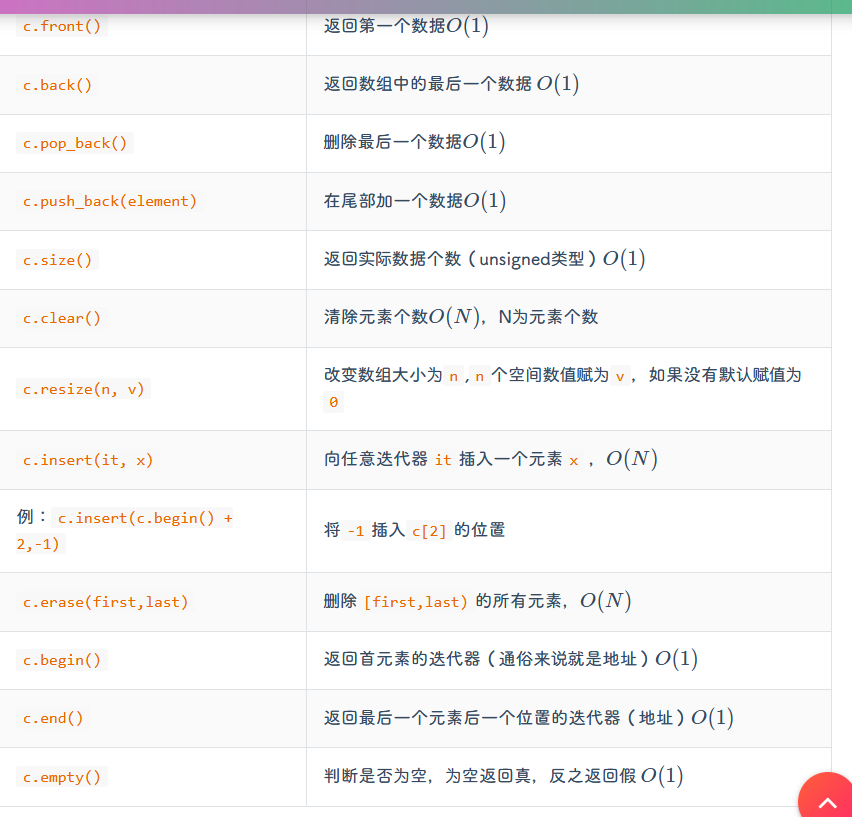 c.front() 返回第一个数据O(1)
c.back() 返回数组中的最后一个数据 O(1)
c.pop_back() 删除最后一个数据O(1)
c.push_back(element) 在尾部加一个数据O(1)
c.size() 返回实际数据个数（unsigned类型）O(1)
c.clear() 清除元素个数O(N)，N为元素个数
c.resize(n, v) 改变数组大小为 n ,n 个空间数值赋为 v ，如果没有默认赋值为
0
c.insert(it, x) 向任意迭代器 it 插入一个元素 x ，O(N)
例： c.insert(c.begin() +
2,-1) 将 -1 插入 c[2] 的位置
c.erase(first,last) 删除 [first,last) 的所有元素，O(N)
c.begin() 返回首元素的迭代器（通俗来说就是地址）O(1)
c.end() 返回最后一个元素后一个位置的迭代器（地址）O(1)
c.empty() 判断是否为空，为空返回真，反之返回假 O(1)